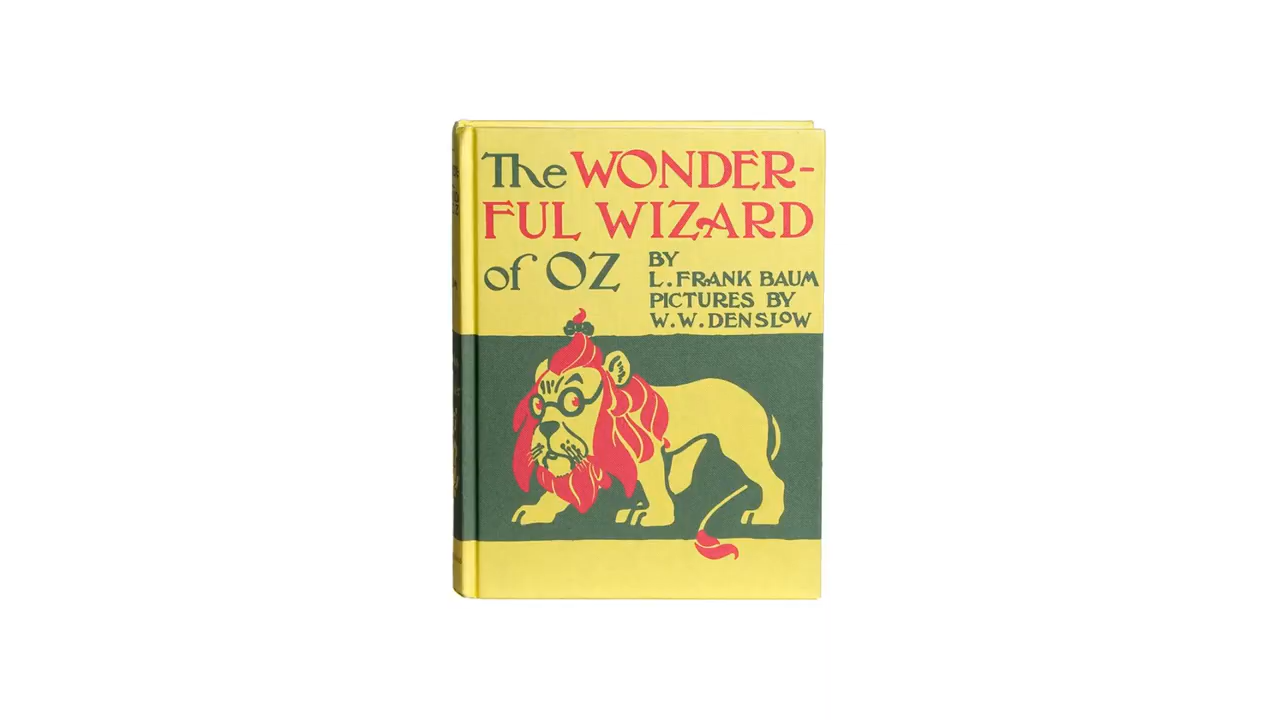 The WONDER-
FUL WIZARD
of OZ
BY
L. FRANK BAUM
PICTURES BY
W.W. DENSLOW